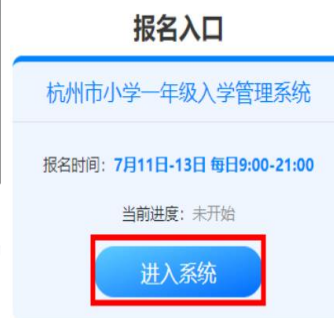 报名入口
杭州市小学一年级入学管理系统
报名时间：7月11日-13日 每日9:00-21:00
当前进度：未开始
进入系统